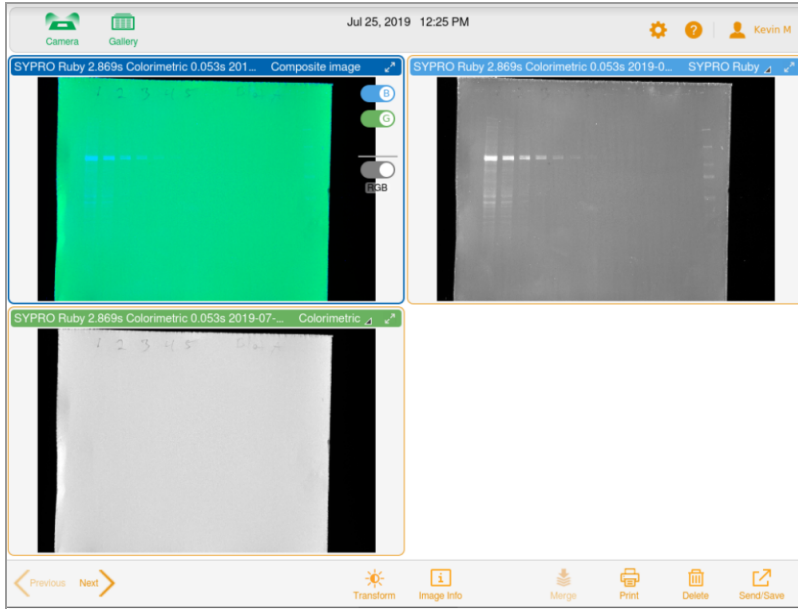 Jul 25, 2019 12:25 PM
Camera
Gallery
Kevin M
SYPRO Ruby 2.869s Colorimetric 0.053s 201... Composite image
B
G
RGB
1 2 3 4 5
SYPRO Ruby 2.869s Colorimetric 0.053s 2019-0... SYPRO Ruby
SYPRO Ruby 2.869s Colorimetric 0.053s 2019-07-... Colorimetric
1 2 3 4 5
Previous
Next
Transform
Image Info
Merge
Print
Delete
Send/Save